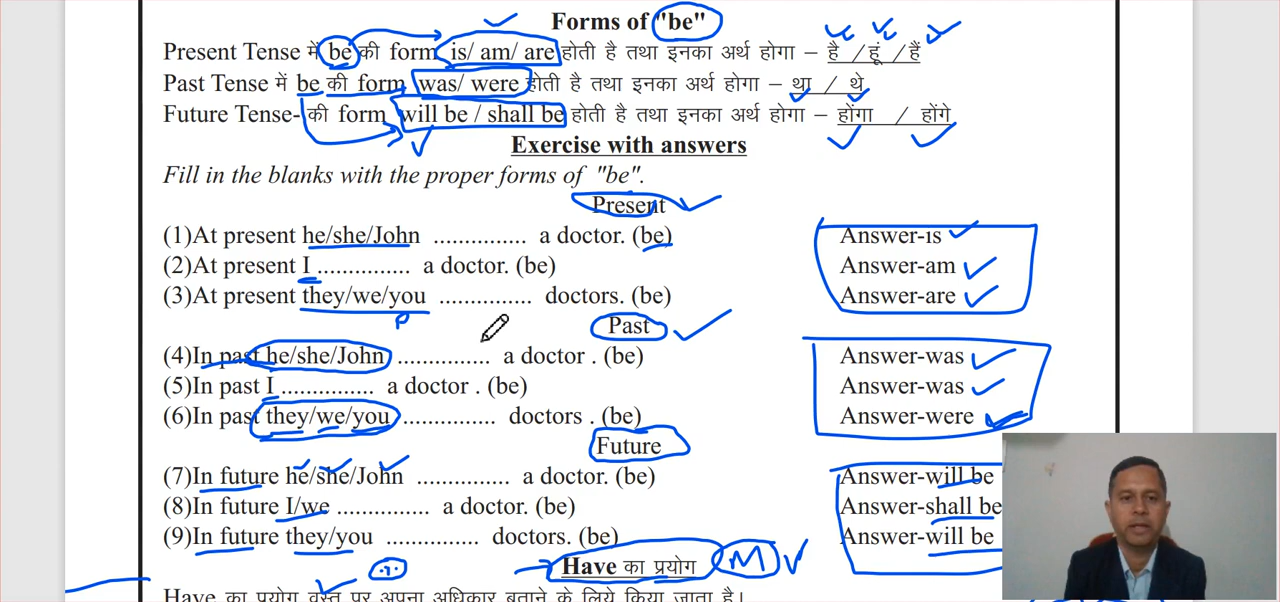 Forms of "be"
Present Tense में be की form is/ am/ are होती है तथा इनका अर्थ होगा – है / हूं / हैं
Past Tense में be की form was/ were होती है तथा इनका अर्थ होगा – था / थे
Future Tense- की form will be / shall be होती है तथा इनका अर्थ होगा – होंगा / होंगे
Exercise with answers
Fill in the blanks with the proper forms of "be".
Present
(1)At present he/she/John ............... a doctor. (be) Answer-is
(2)At present I ............... a doctor. (be) Answer-am
(3)At present they/we/you ............... doctors. (be) Answer-are
P
Past
(4)In past he/she/John ............... a doctor . (be) Answer-was
(5)In past I ............... a doctor . (be) Answer-was
(6)In past they/we/you ............... doctors . (be) Answer-were
Future
(7)In future he/she/John ............... a doctor. (be) Answer-will be
(8)In future I/we ............... a doctor. (be) Answer-shall be
(9)In future they/you ............... doctors. (be) Answer-will be
Have का प्रयोग M
Have का प्रयोग वस्तु पर अपना अधिकार बताने के लिये किया जाता है।